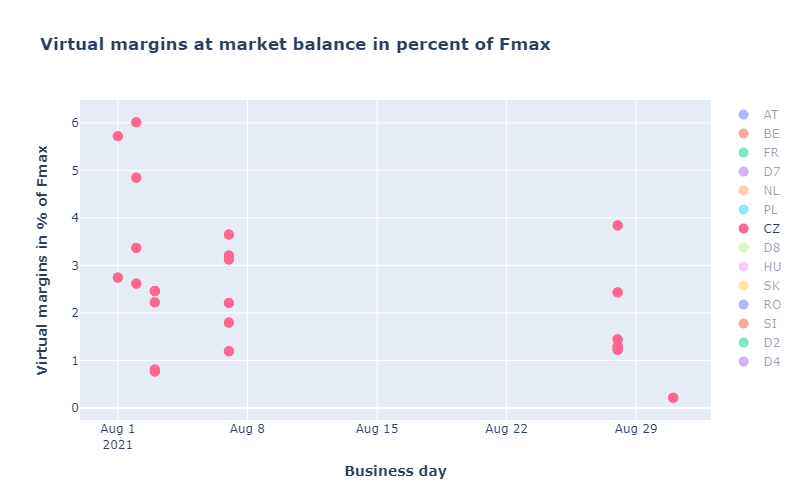 Virtual margins at market balance in percent of Fmax
Virtual margins in % of Fmax
6
5
4
3
2
1
0
Aug 1
2021
Aug 8
Aug 15
Aug 22
Aug 29
Business day
AT
BE
FR
D7
NL
PL
CZ
D8
HU
SK
RO
SI
D2
D4